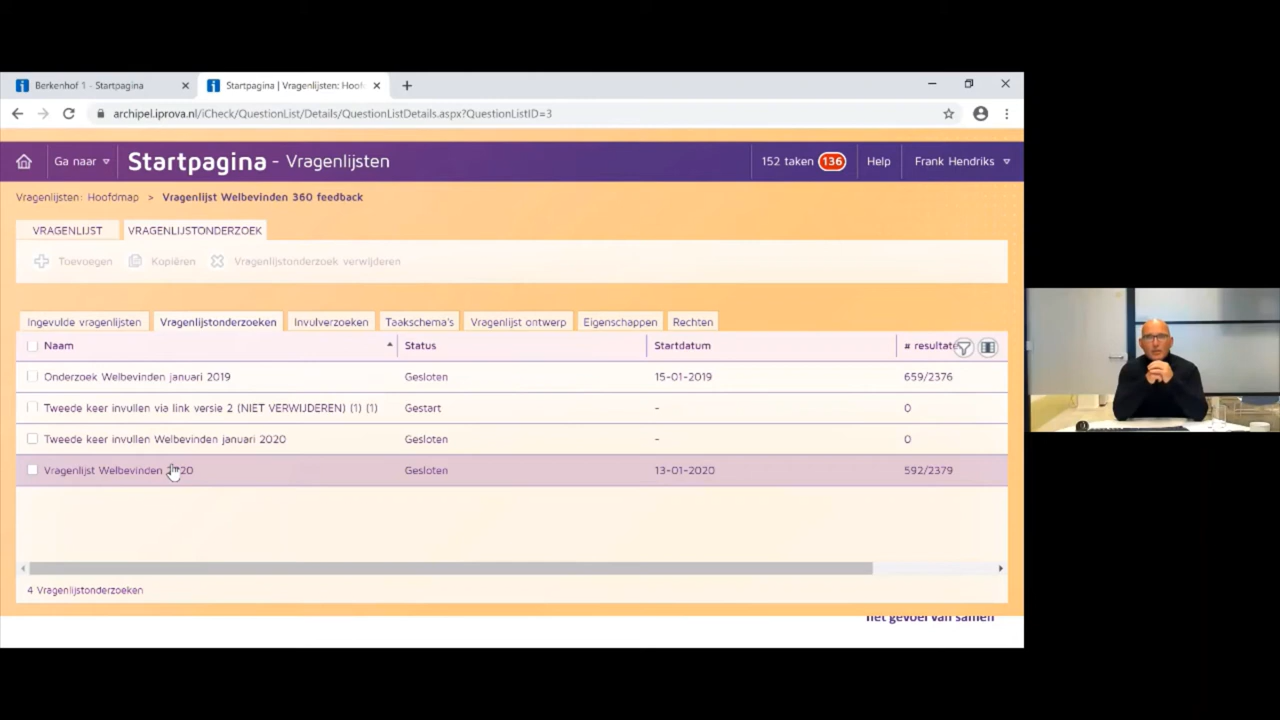 Berkenhof 1 - Startpagina
Startpagina | Vragenlijsten: Hoof
archipel.iprova.nl/iCheck/QuestionList/Details/QuestionListDetails.aspx?QuestionListID=3
Ga naar Startpagina - Vragenlijsten 152 taken 136 Help Frank Hendriks
Vragenlijsten: Hoofdmap > Vragenlijst Welbevinden 360 feedback
VRAGENLIJST VRAGENLIJSTONDERZOEK
Toevoegen Kopiëren Vragenlijstonderzoek verwijderen
Ingevulde vragenlijsten Vragenlijstonderzoeken Invulverzoeken Taakschema's Vragenlijst ontwerp Eigenschappen Rechten
Naam Status Startdatum # resultate
Onderzoek Welbevinden januari 2019 Gesloten 15-01-2019 659/2376
Tweede keer invullen via link versie 2 (NIET VERWIJDEREN) (1) (1) Gestart - 0
Tweede keer invullen Welbevinden januari 2020 Gesloten - 0
Vragenlijst Welbevinden 2020 Gesloten 13-01-2020 592/2379
4 Vragenlijstonderzoeken
het gevoel van samen